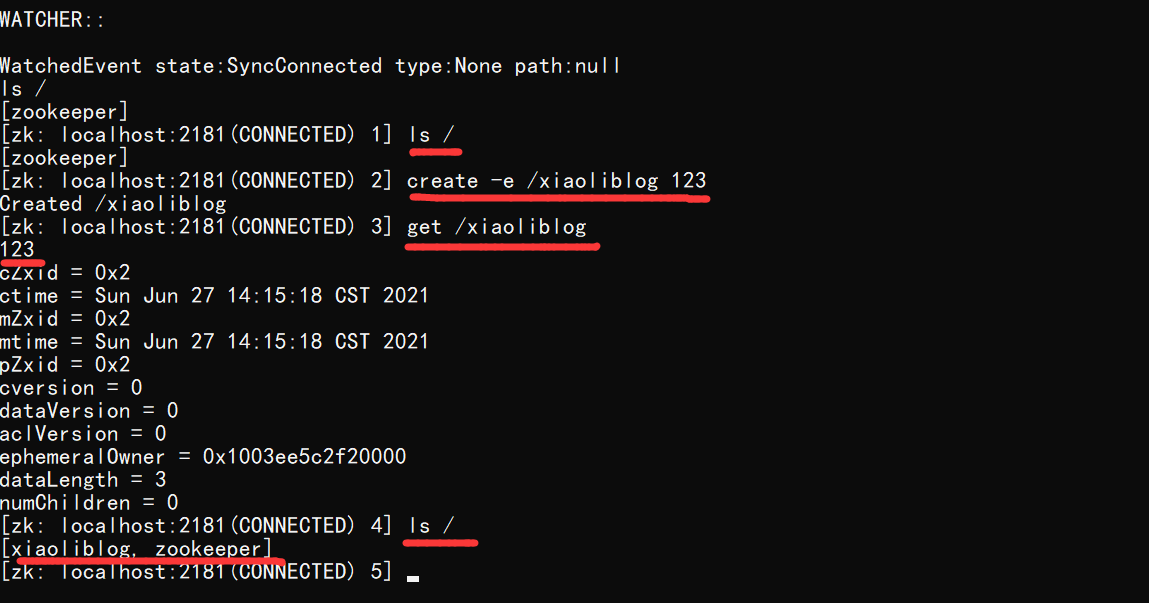 WATCHER::
WatchedEvent state:SyncConnected type:None path:null
ls /
[zookeeper]
[zk: localhost:2181(CONNECTED) 1] ls /
[zookeeper]
[zk: localhost:2181(CONNECTED) 2] create -e /xiaoliblog 123
Created /xiaoliblog
[zk: localhost:2181(CONNECTED) 3] get /xiaoliblog
123
cZxid = 0x2
ctime = Sun Jun 27 14:15:18 CST 2021
mZxid = 0x2
mtime = Sun Jun 27 14:15:18 CST 2021
pZxid = 0x2
cversion = 0
dataVersion = 0
aclVersion = 0
ephemeralOwner = 0x1003ee5c2f20000
dataLength = 3
numChildren = 0
[zk: localhost:2181(CONNECTED) 4] ls /
[xiaoliblog, zookeeper]
[zk: localhost:2181(CONNECTED) 5]